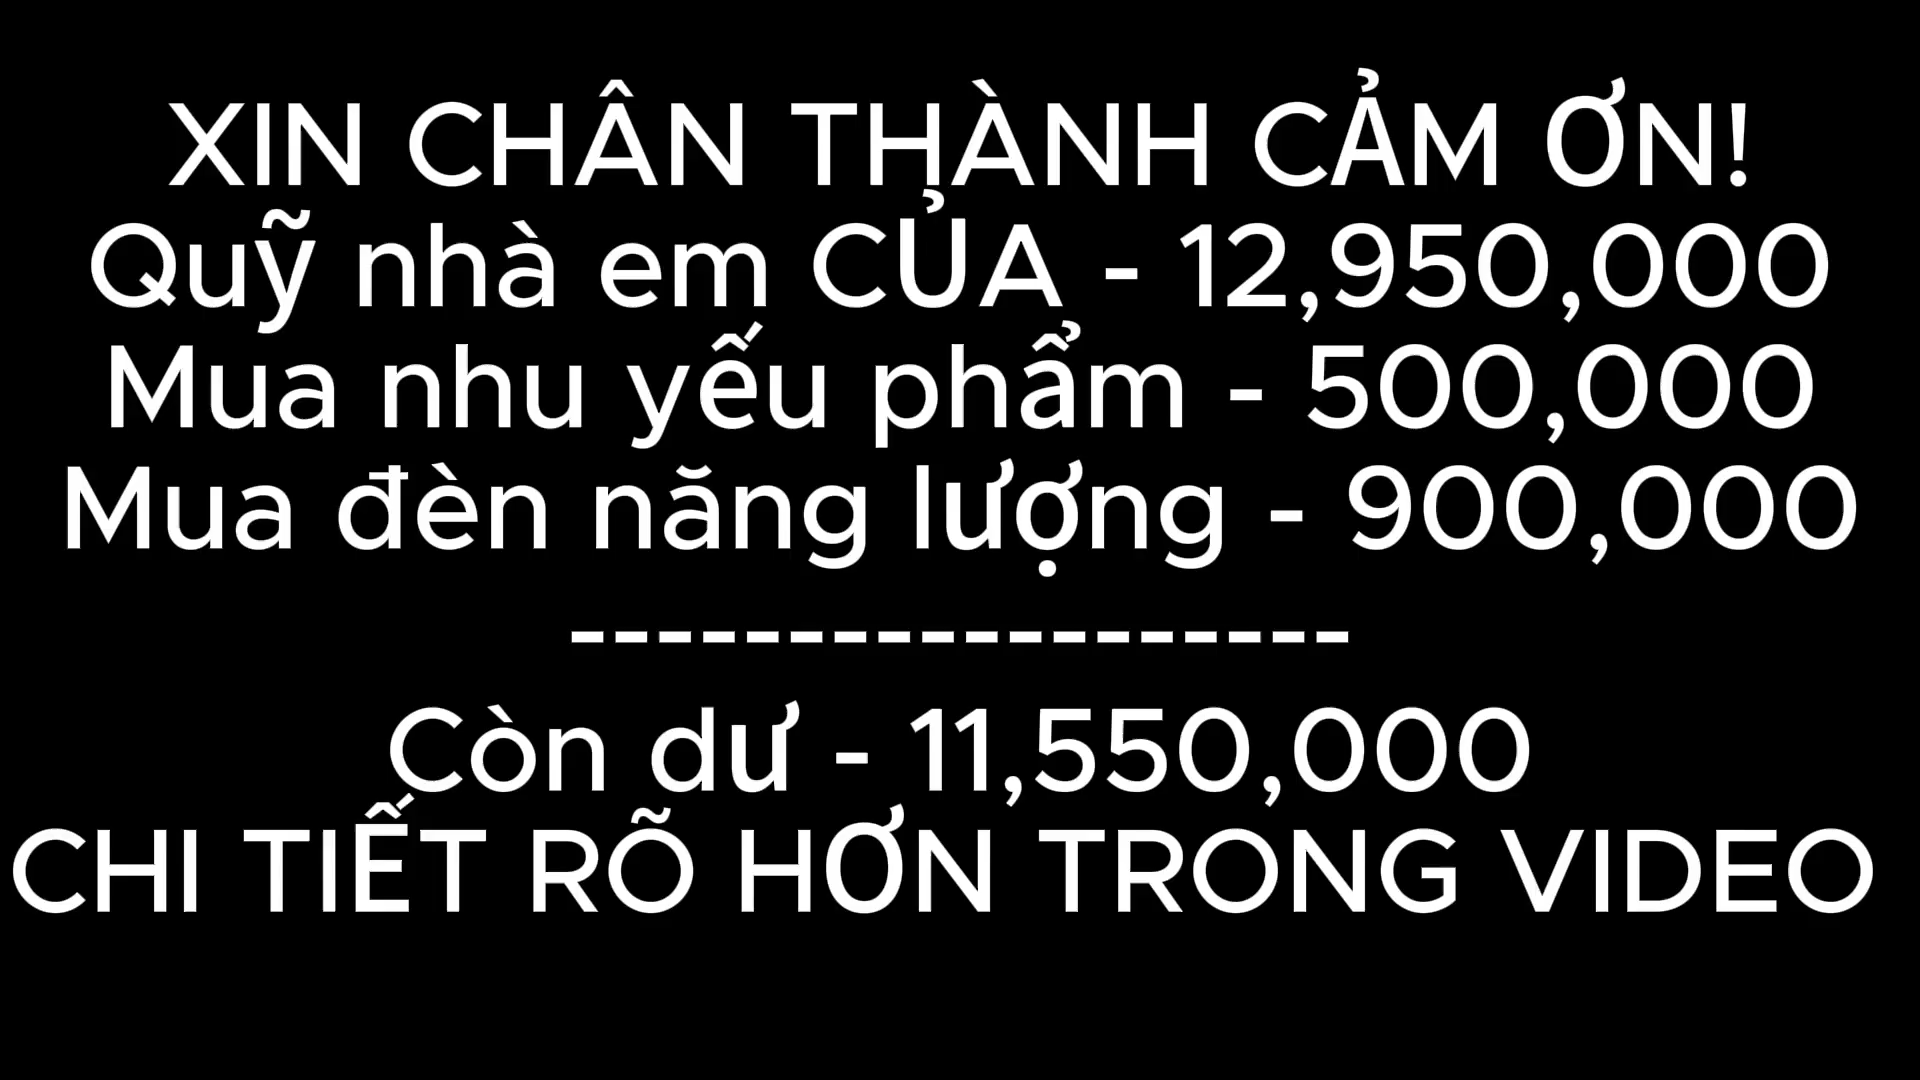 XIN CHÂN THÀNH CẢM ƠN!
Quỹ nhà em CỦA - 12,950,000
Mua nhu yếu phẩm - 500,000
Mua đèn năng lượng - 900,000
-------------------
Còn dư - 11,550,000
CHI TIẾT RÕ HƠN TRONG VIDEO